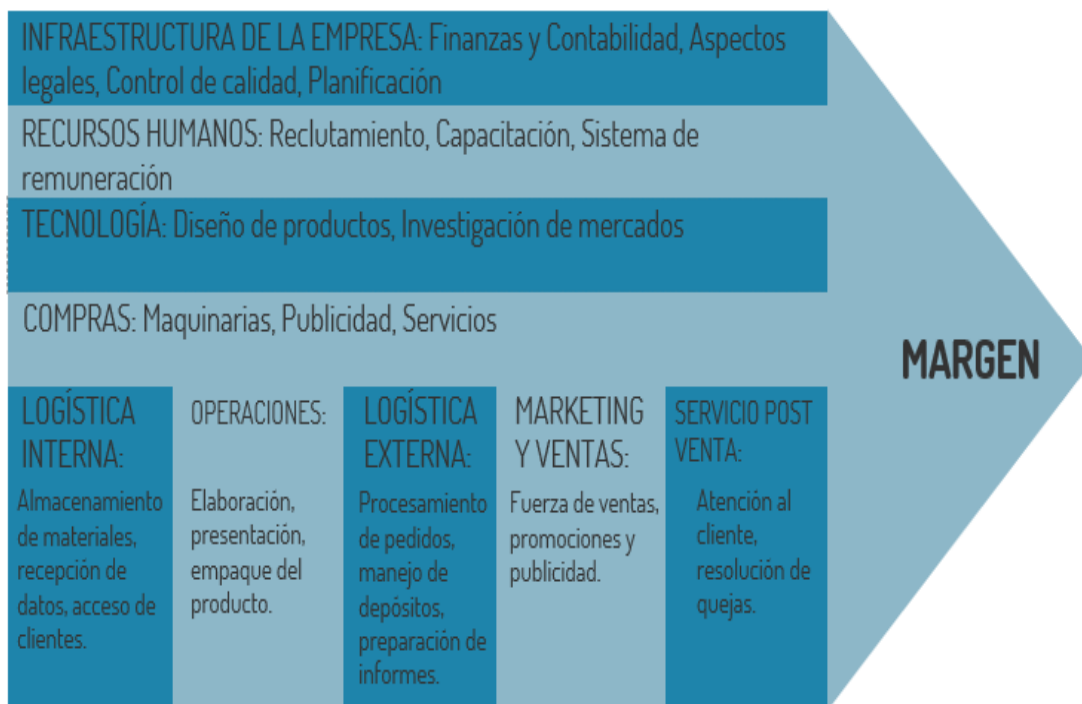 INFRAESTRUCTURA DE LA EMPRESA: Finanzas y Contabilidad, Aspectos
legales, Control de calidad, Planificación
RECURSOS HUMANOS: Reclutamiento, Capacitación, Sistema de
remuneración
TECNOLOGÍA: Diseño de productos, Investigación de mercados
COMPRAS: Maquinarias, Publicidad, Servicios
MARGEN
LOGÍSTICA
INTERNA:
Almacenamiento
de materiales,
recepción de
datos, acceso de
clientes.
OPERACIONES:
Elaboración,
presentación,
empaque del
producto.
LOGÍSTICA
EXTERNA:
Procesamiento
de pedidos,
manejo de
depósitos,
preparación de
informes.
MARKETING
Y VENTAS:
Fuerza de ventas,
promociones y
publicidad.
SERVICIO POST
VENTA:
Atención al
cliente,
resolución de
quejas.